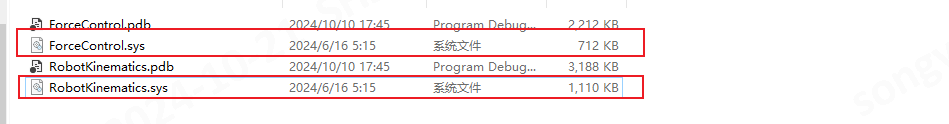 ForceControl.pdb 2024/10/10 17:45 Program Debug... 2,212 KB
ForceControl.sys 2024/6/16 5:15 系统文件 712 KB
RobotKinematics.pdb 2024/10/10 17:45 Program Debug... 3,188 KB
RobotKinematics.sys 2024/6/16 5:15 系统文件 1,110 KB